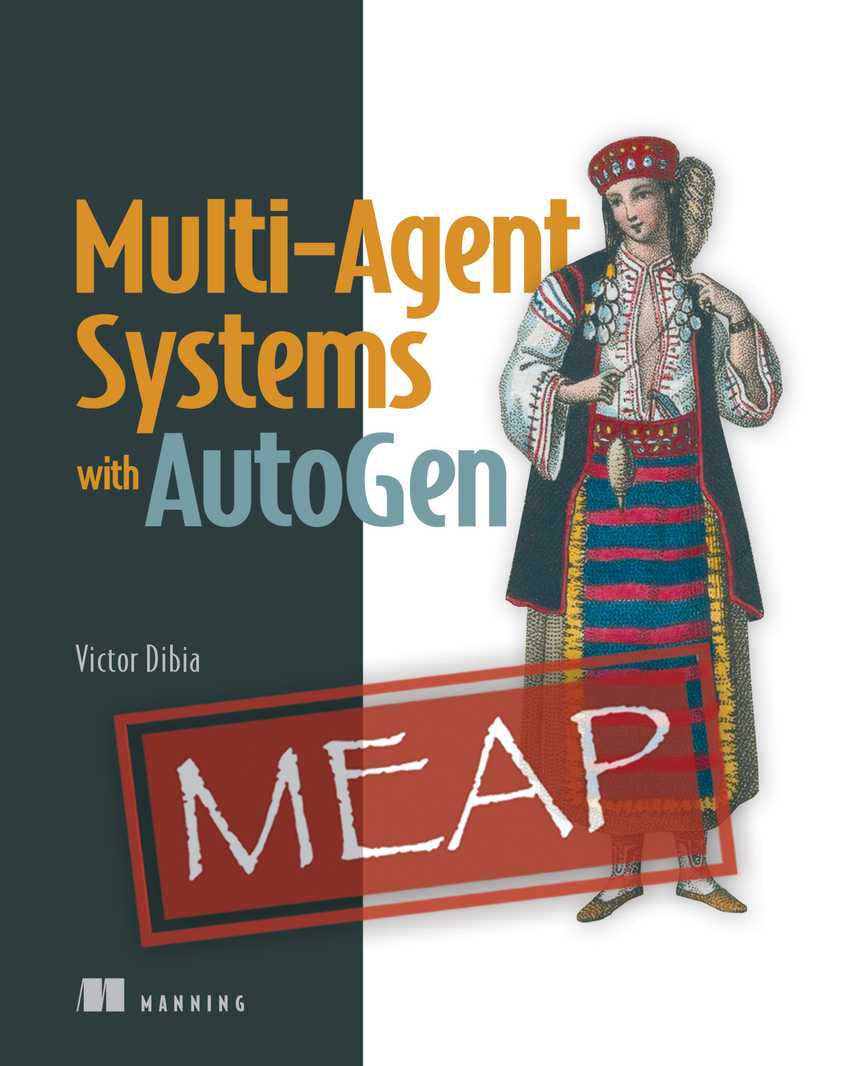 Multi-Agent
Systems
with AutoGen
Victor Dibia
MEAP
MANNING